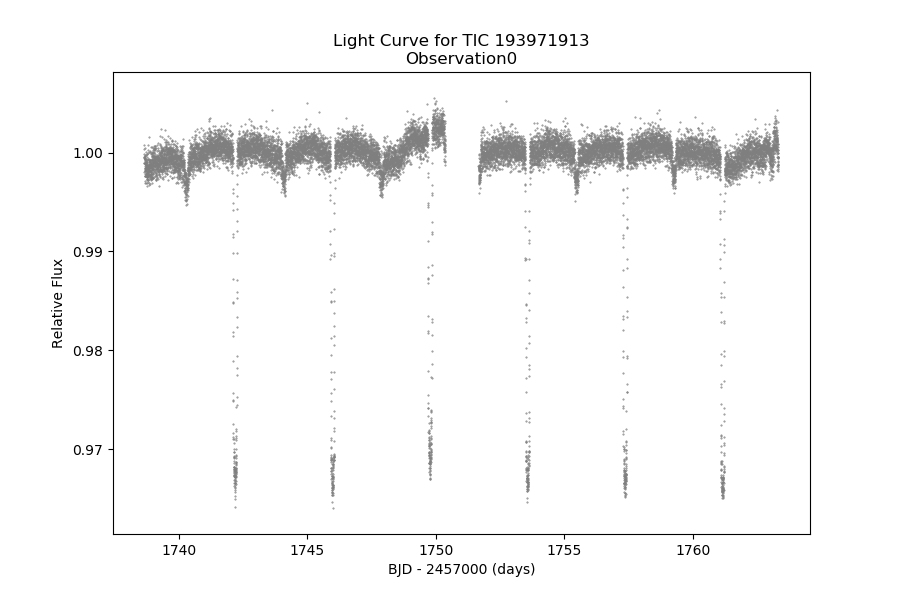 Light Curve for TIC 193971913
Observation0
1.00
0.99
0.98
0.97
Relative Flux
1740 1745 1750 1755 1760
BJD - 2457000 (days)